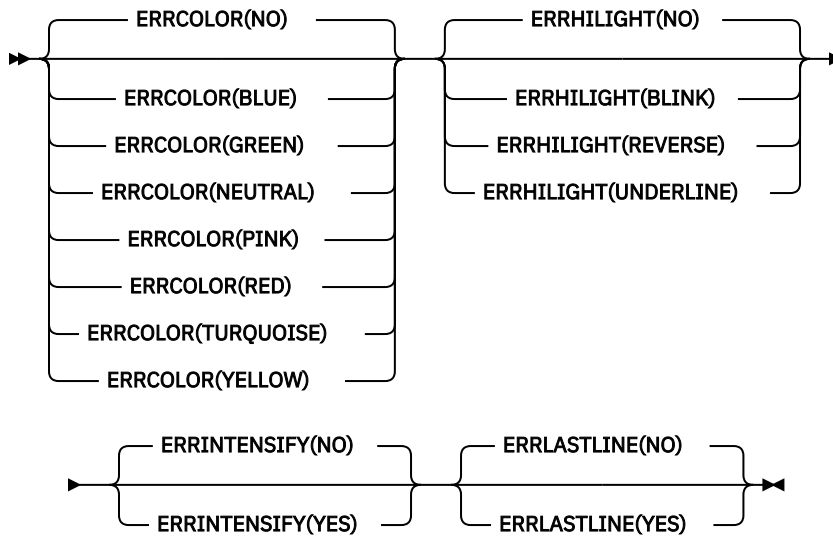 ERRCOLOR(NO)
ERRCOLOR(BLUE)
ERRCOLOR(GREEN)
ERRCOLOR(NEUTRAL)
ERRCOLOR(PINK)
ERRCOLOR(RED)
ERRCOLOR(TURQUOISE)
ERRCOLOR(YELLOW)
ERRHILIGHT(NO)
ERRHILIGHT(BLINK)
ERRHILIGHT(REVERSE)
ERRHILIGHT(UNDERLINE)
ERRINTENSIFY(NO)
ERRINTENSIFY(YES)
ERRLASTLINE(NO)
ERRLASTLINE(YES)